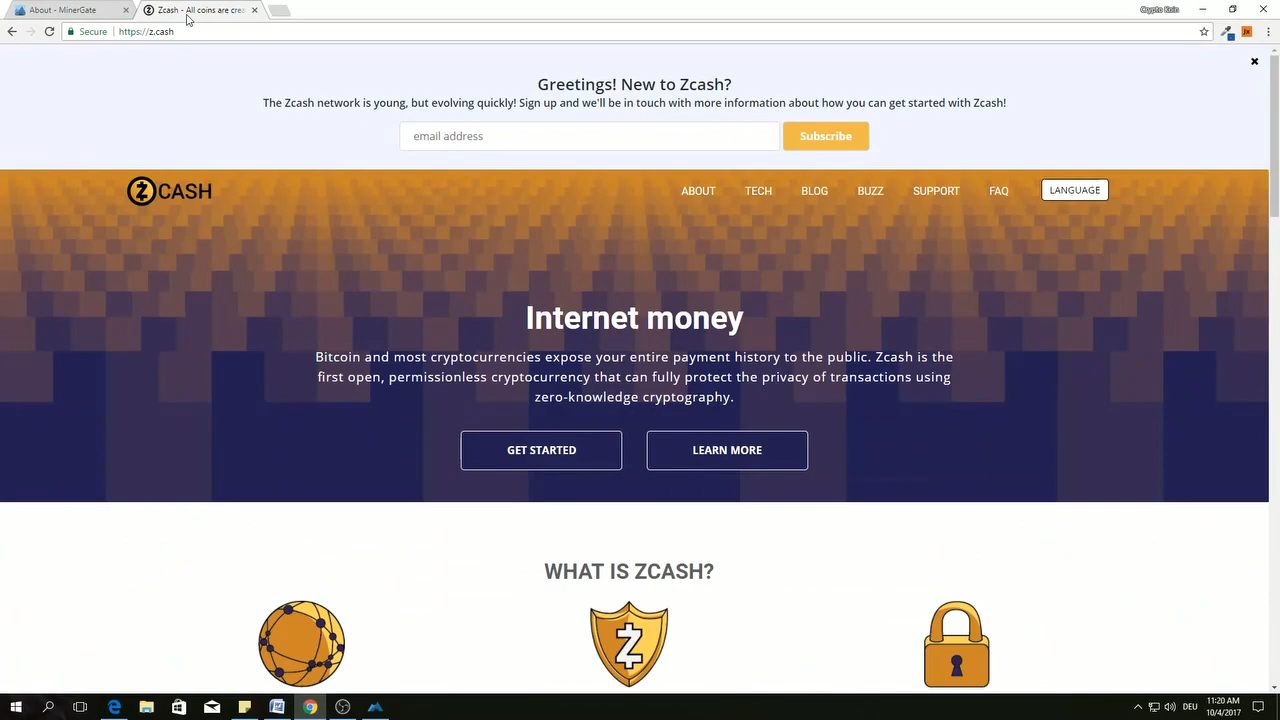 About - MinerGate
Zcash - All coins are crea
Crypto Kois
Secure
https://z.cash
Greetings! New to Zcash?
The Zcash network is young, but evolving quickly! Sign up and we'll be in touch with more information about how you can get started with Zcash!
email address
Subscribe
ZCASH
ABOUT
TECH
BLOG
BUZZ
SUPPORT
FAQ
LANGUAGE
Internet money
Bitcoin and most cryptocurrencies expose your entire payment history to the public. Zcash is the
first open, permissionless cryptocurrency that can fully protect the privacy of transactions using
zero-knowledge cryptography.
GET STARTED
LEARN MORE
WHAT IS ZCASH?
DEU
11:20 AM
10/4/2017